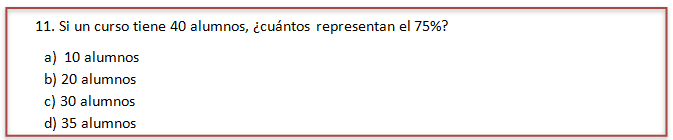 11. Si un curso tiene 40 alumnos, ¿cuántos representan el 75%?
a) 10 alumnos
b) 20 alumnos
c) 30 alumnos
d) 35 alumnos